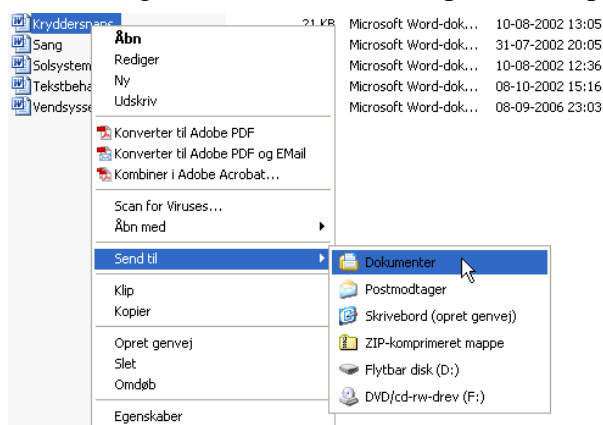 Kryddersnaps 21 KB Microsoft Word-dok... 10-08-2002 13:05
Sang Microsoft Word-dok... 31-07-2002 20:05
Solsystem Microsoft Word-dok... 10-08-2002 12:36
Tekstbeha Microsoft Word-dok... 08-10-2002 15:16
Vendsysse Microsoft Word-dok... 08-09-2006 23:03
Åbn
Rediger
Ny
Udskriv
Konverter til Adobe PDF
Konverter til Adobe PDF og EMail
Kombiner i Adobe Acrobat...
Scan for Viruses...
Åbn med
Send til
Klip
Kopier
Opret genvej
Slet
Omdøb
Egenskaber
Dokumenter
Postmodtager
Skrivebord (opret genvej)
ZIP-komprimeret mappe
Flytbar disk (D:)
DVD/cd-rw-drev (F:)